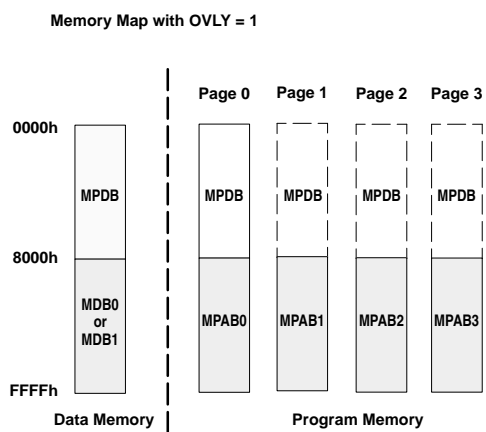 Memory Map with OVLY = 1
Page 0 Page 1 Page 2 Page 3
0000h
MPDB MPDB MPDB MPDB MPDB
8000h
MDB0
or
MDB1
MPAB0 MPAB1 MPAB2 MPAB3
FFFFh
Data Memory Program Memory